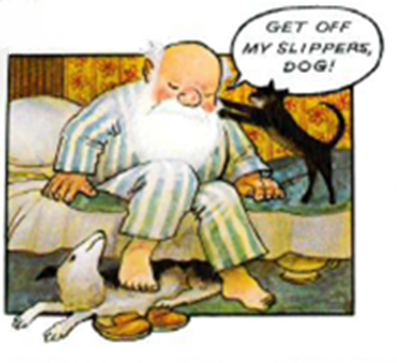 GET OFF
MY SLIPPERS,
DOG!